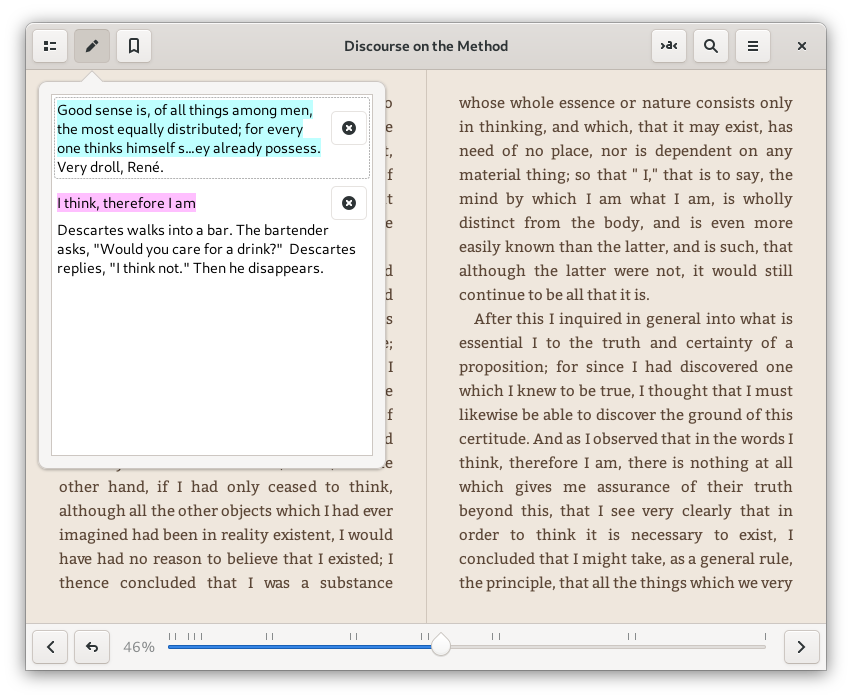 Discourse on the Method
Good sense is, of all things among men,
the most equally distributed; for every
one thinks himself s…ey already possess.
Very droll, René.
I think, therefore I am
Descartes walks into a bar. The bartender
asks, "Would you care for a drink?"  Descartes
replies, "I think not." Then he disappears.
other hand, if I had only ceased to think,
although all the other objects which I had ever
imagined had been in reality existent, I would
have had no reason to believe that I existed; I
thence concluded that I was a substance
whose whole essence or nature consists only
in thinking, and which, that it may exist, has
need of no place, nor is dependent on any
material thing; so that " I," that is to say, the
mind by which I am what I am, is wholly
distinct from the body, and is even more
easily known than the latter, and is such, that
although the latter were not, it would still
continue to be all that it is.
After this I inquired in general into what is
essential I to the truth and certainty of a
proposition; for since I had discovered one
which I knew to be true, I thought that I must
likewise be able to discover the ground of this
certitude. And as I observed that in the words I
think, therefore I am, there is nothing at all
which gives me assurance of their truth
beyond this, that I see very clearly that in
order to think it is necessary to exist, I
concluded that I might take, as a general rule,
the principle, that all the things which we very
46%